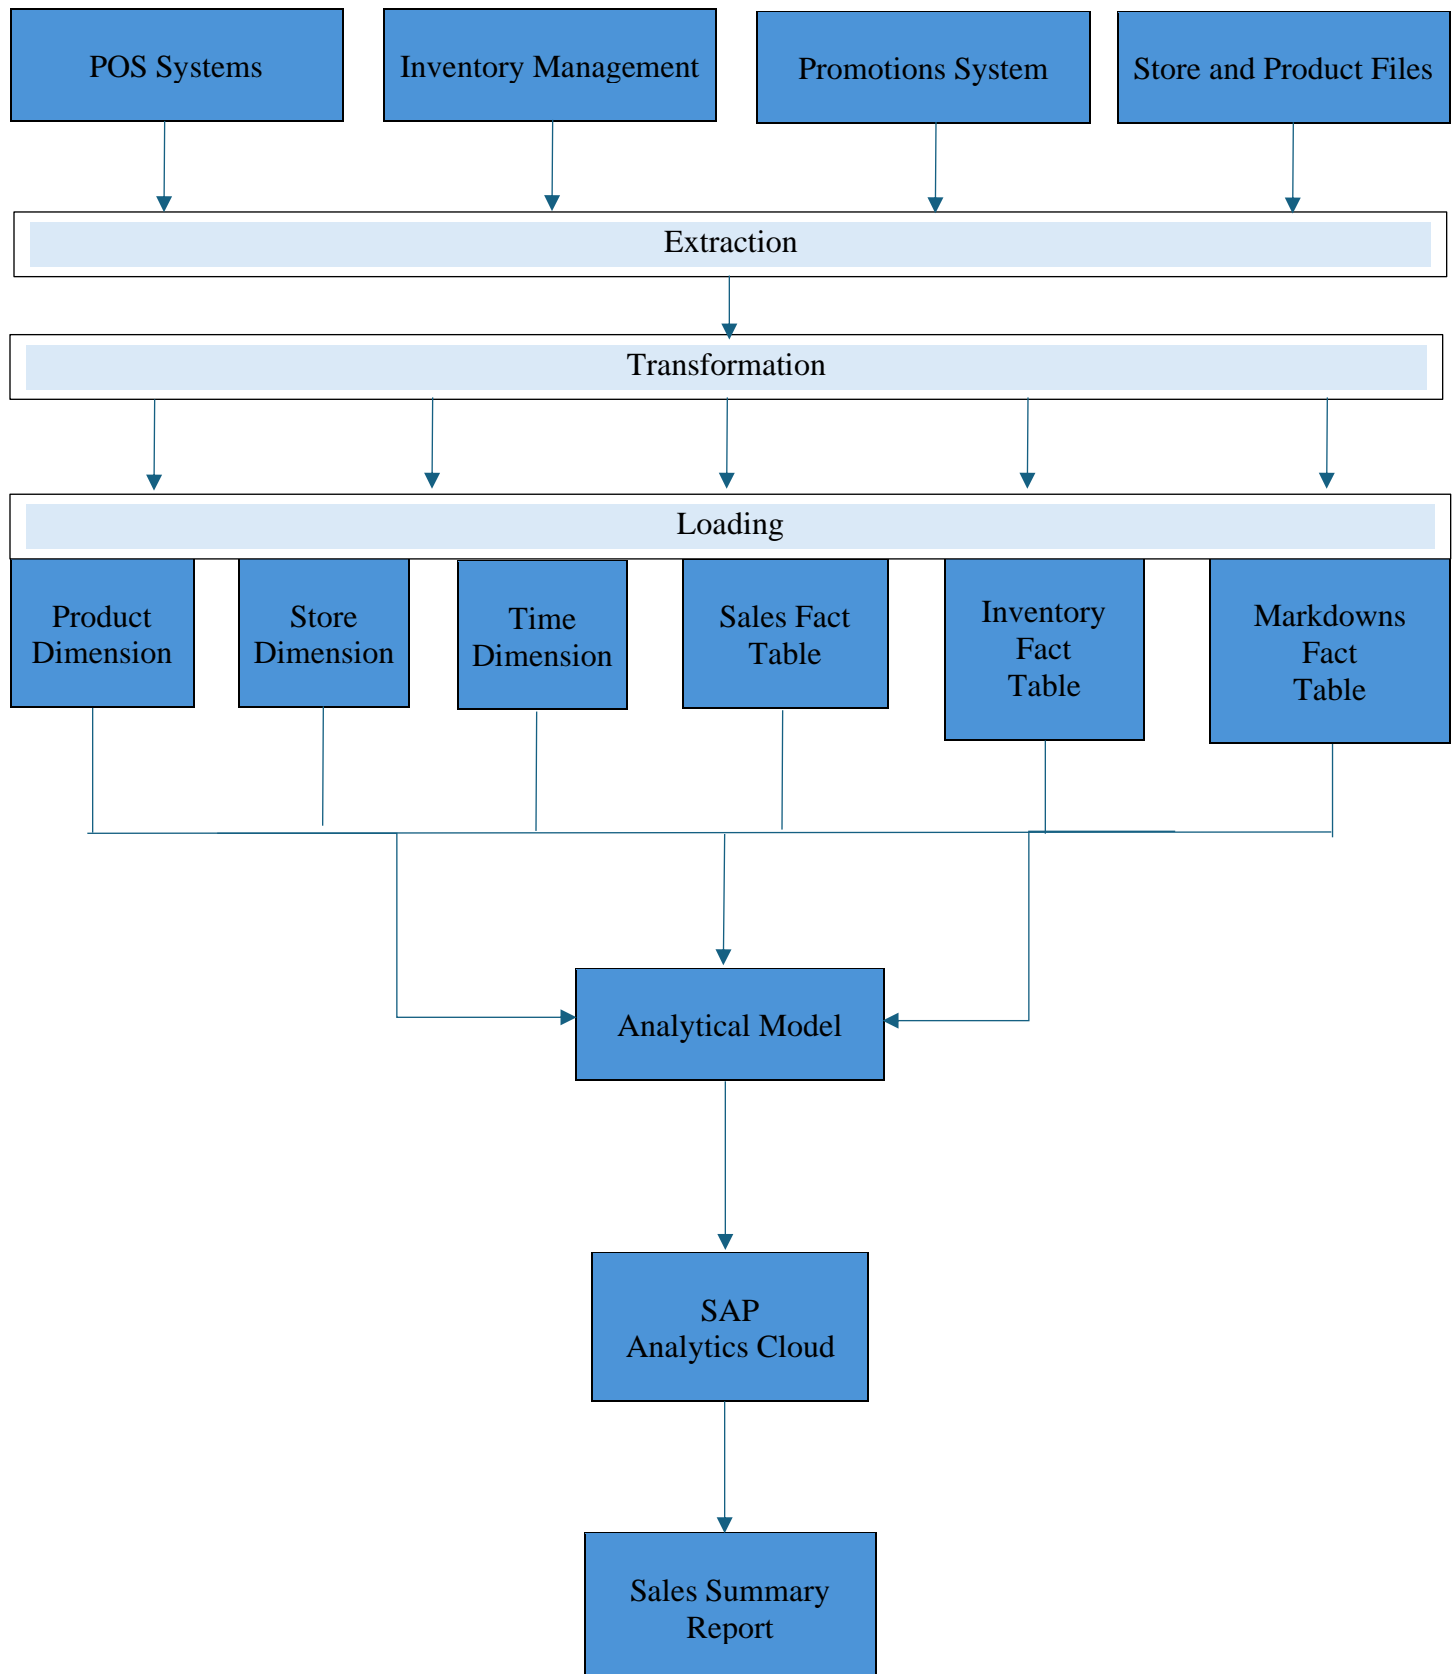 POS Systems
Inventory Management
Promotions System
Store and Product Files
Extraction
Transformation
Loading
Product
Dimension
Store
Dimension
Time
Dimension
Sales Fact
Table
Inventory
Fact
Table
Markdowns
Fact
Table
Analytical Model
SAP
Analytics Cloud
Sales Summary
Report